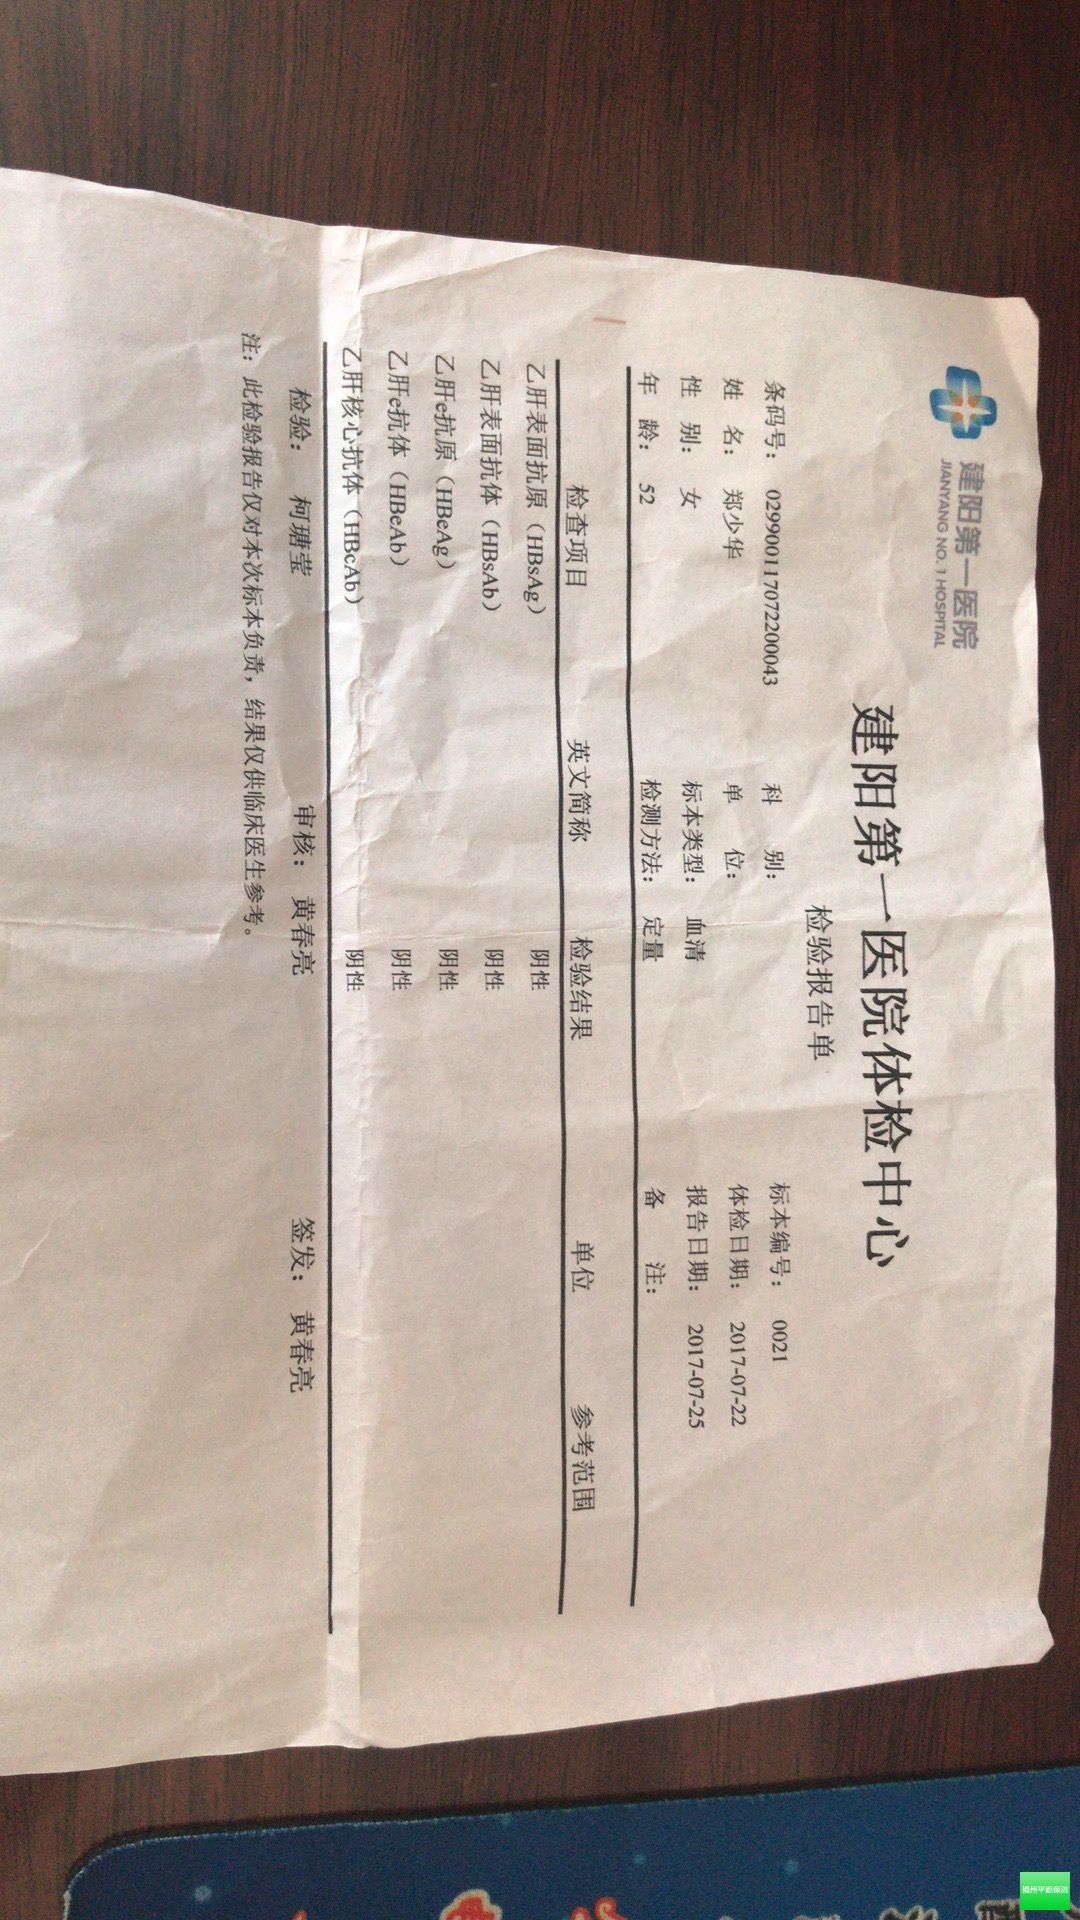 建阳第一医院
JIANYANG NO. 1 HOSPITAL
建阳第一医院体检中心
检验报告单
条码号: 029900117072200043 科 别: 标本编号: 0021
姓 名: 郑少华 单 位: 体检日期: 2017-07-22
性 别: 女 标本类型: 血清 报告日期: 2017-07-25
年 龄: 52 检测方法: 定量 备 注:
检查项目 英文简称 检验结果 单位 参考范围
乙肝表面抗原（HBsAg） 阴性
乙肝表面抗体（HBsAb） 阴性
乙肝e抗原（HBeAg） 阴性
乙肝e抗体（HBeAb） 阴性
乙肝核心抗体（HBcAb） 阴性
检验: 柯瑭莹 审核: 黄春亮 签发: 黄春亮
注: 此检验报告仅对本次标本负责，结果仅供临床医生参考。
福州平姐保洁